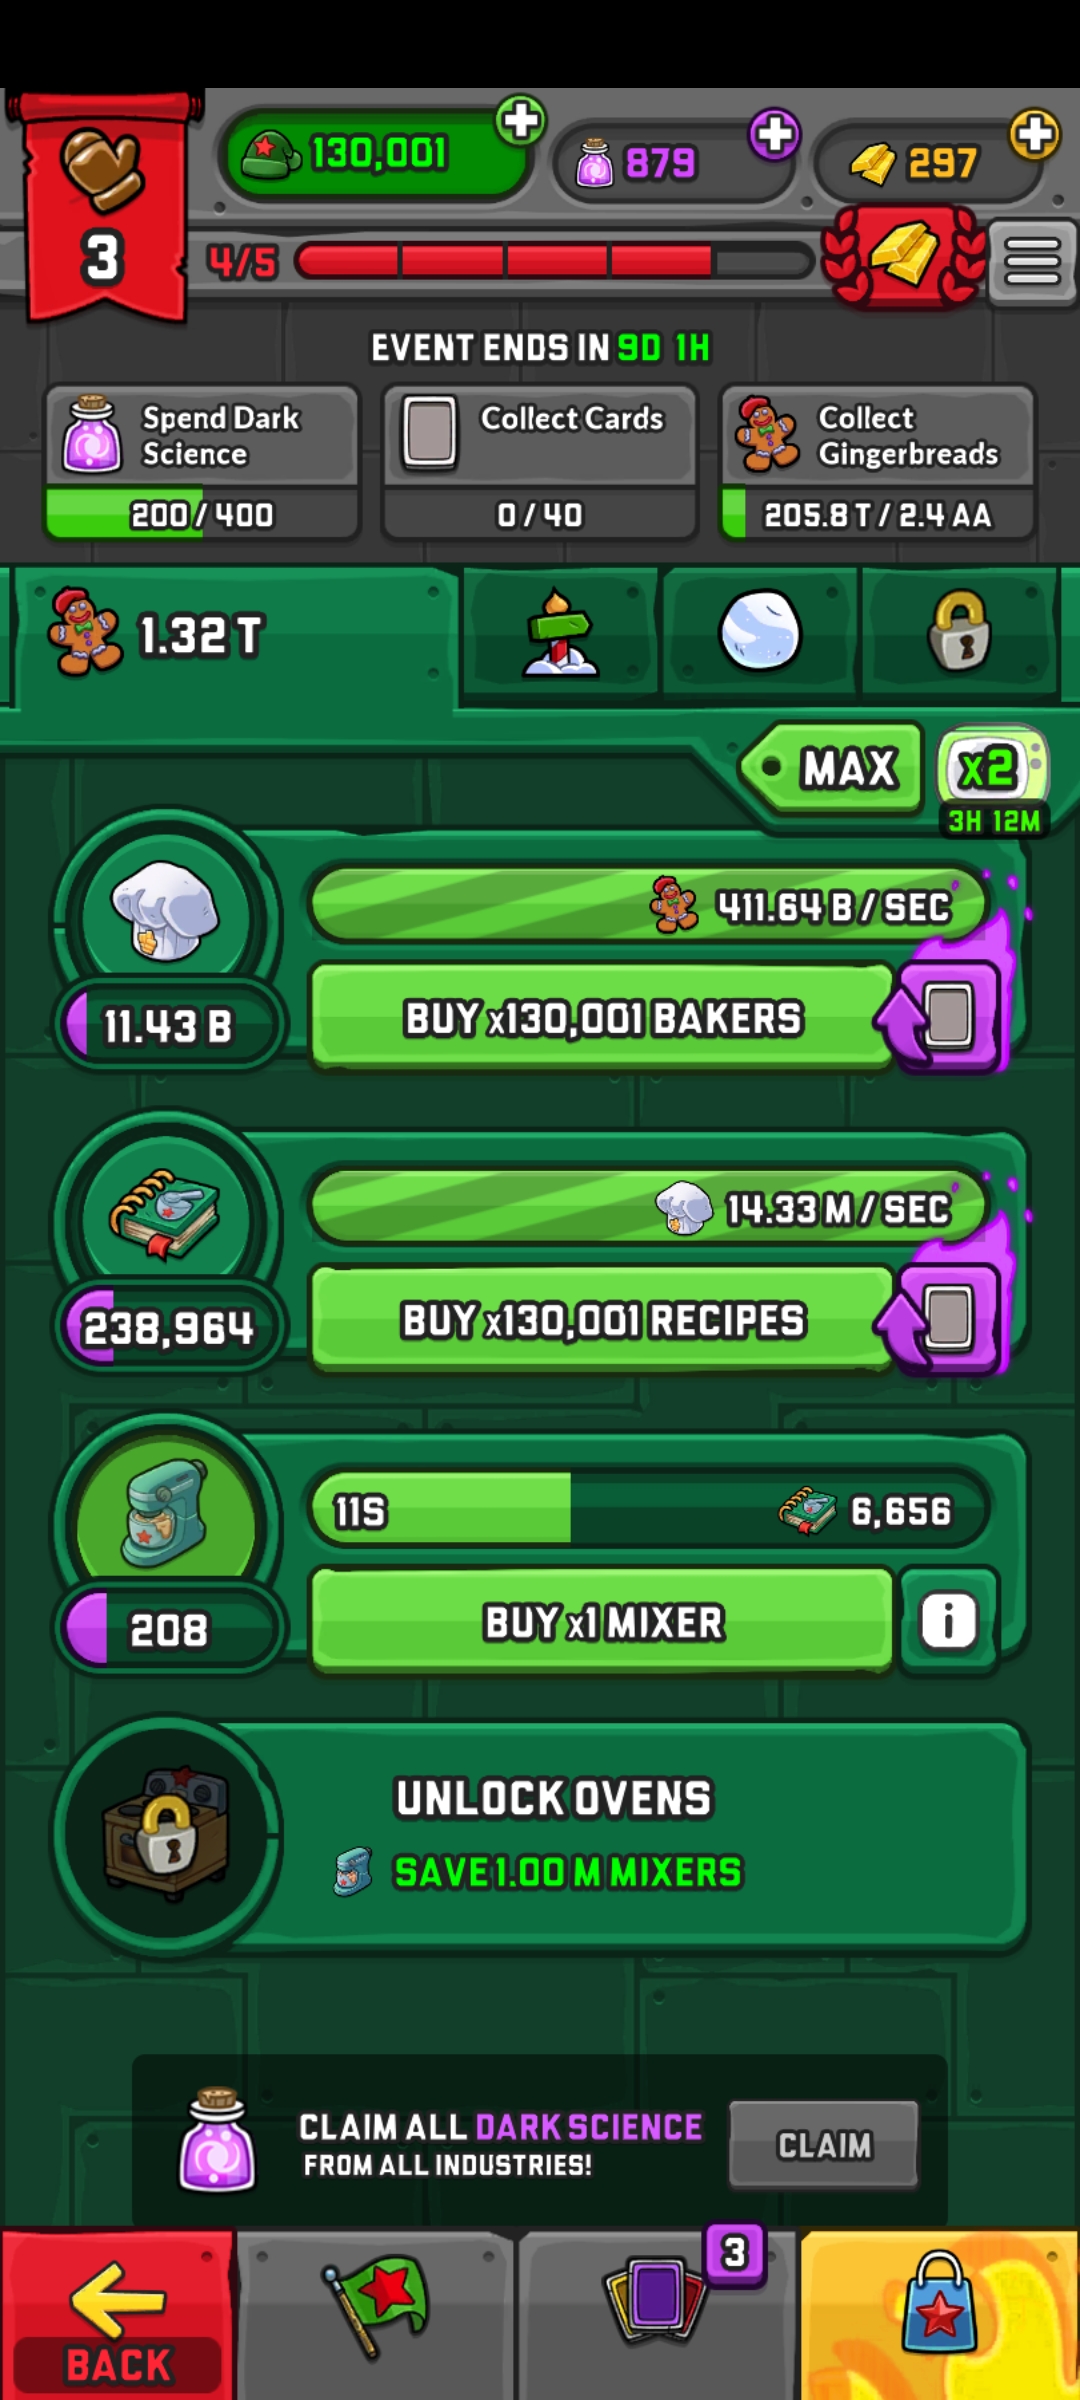 130,001
879
297
3
4/5
EVENT ENDS IN 9D 1H
Spend Dark
Science
200 / 400
Collect Cards
0 / 40
Collect
Gingerbreads
205.8 T / 2.4 AA
1.32 T
MAX
x2
3H 12M
411.64 B / SEC
11.43 B
BUY x130,001 BAKERS
14.33 M / SEC
238,964
BUY x130,001 RECIPES
11S
6,656
208
BUY x1 MIXER
i
UNLOCK OVENS
SAVE 1.00 M MIXERS
CLAIM ALL DARK SCIENCE
FROM ALL INDUSTRIES!
CLAIM
3
BACK